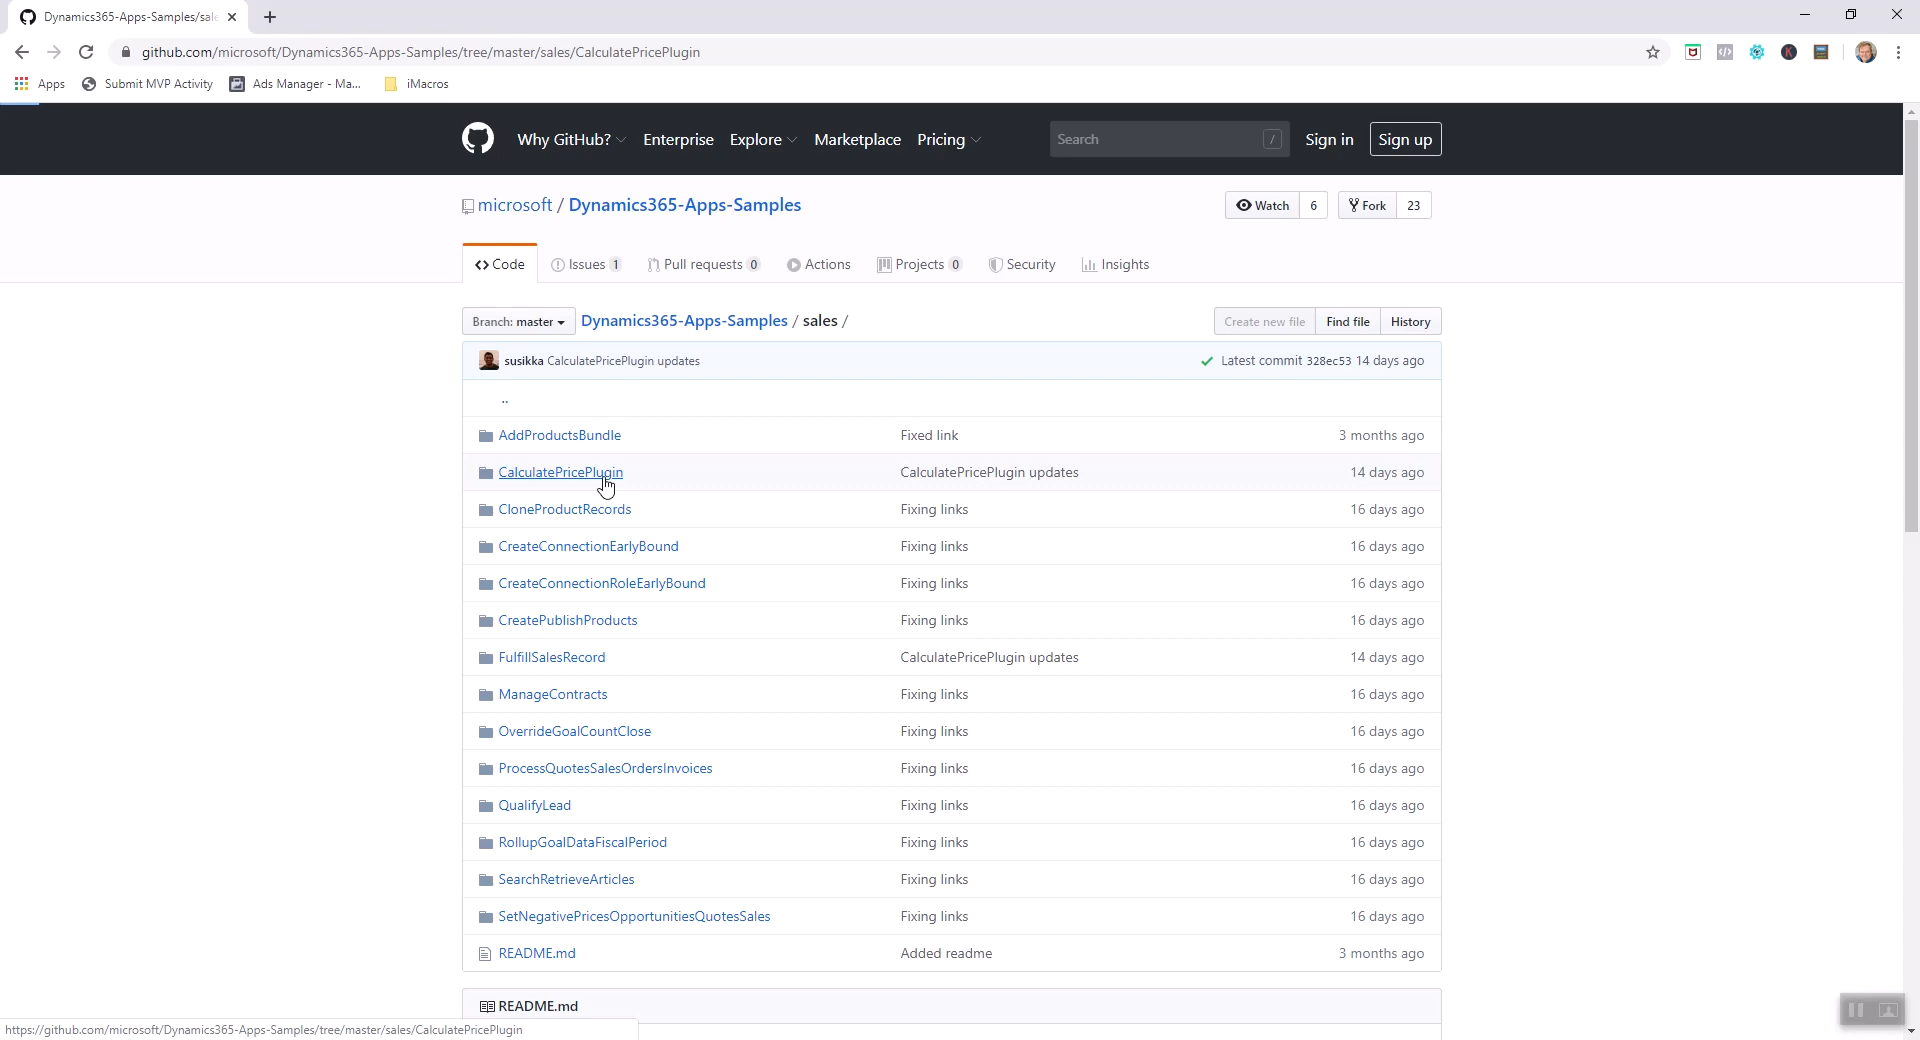 Dynamics365-Apps-Samples/sale
github.com/microsoft/Dynamics365-Apps-Samples/tree/master/sales/CalculatePricePlugin
Apps Submit MVP Activity Ads Manager - Ma... iMacros
Why GitHub? Enterprise Explore Marketplace Pricing Search / Sign in Sign up
microsoft / Dynamics365-Apps-Samples Watch 6 Fork 23
Code Issues 1 Pull requests 0 Actions Projects 0 Security Insights
Branch: master Dynamics365-Apps-Samples / sales / Create new file Find file History
susikka CalculatePricePlugin updates Latest commit 328ec53 14 days ago
..
AddProductsBundle Fixed link 3 months ago
CalculatePricePlugin CalculatePricePlugin updates 14 days ago
CloneProductRecords Fixing links 16 days ago
CreateConnectionEarlyBound Fixing links 16 days ago
CreateConnectionRoleEarlyBound Fixing links 16 days ago
CreatePublishProducts Fixing links 16 days ago
FulfillSalesRecord CalculatePricePlugin updates 14 days ago
ManageContracts Fixing links 16 days ago
OverrideGoalCountClose Fixing links 16 days ago
ProcessQuotesSalesOrdersInvoices Fixing links 16 days ago
QualifyLead Fixing links 16 days ago
RollupGoalDataFiscalPeriod Fixing links 16 days ago
SearchRetrieveArticles Fixing links 16 days ago
SetNegativePricesOpportunitiesQuotesSales Fixing links 16 days ago
README.md Added readme 3 months ago
README.md
https://github.com/microsoft/Dynamics365-Apps-Samples/tree/master/sales/CalculatePricePlugin